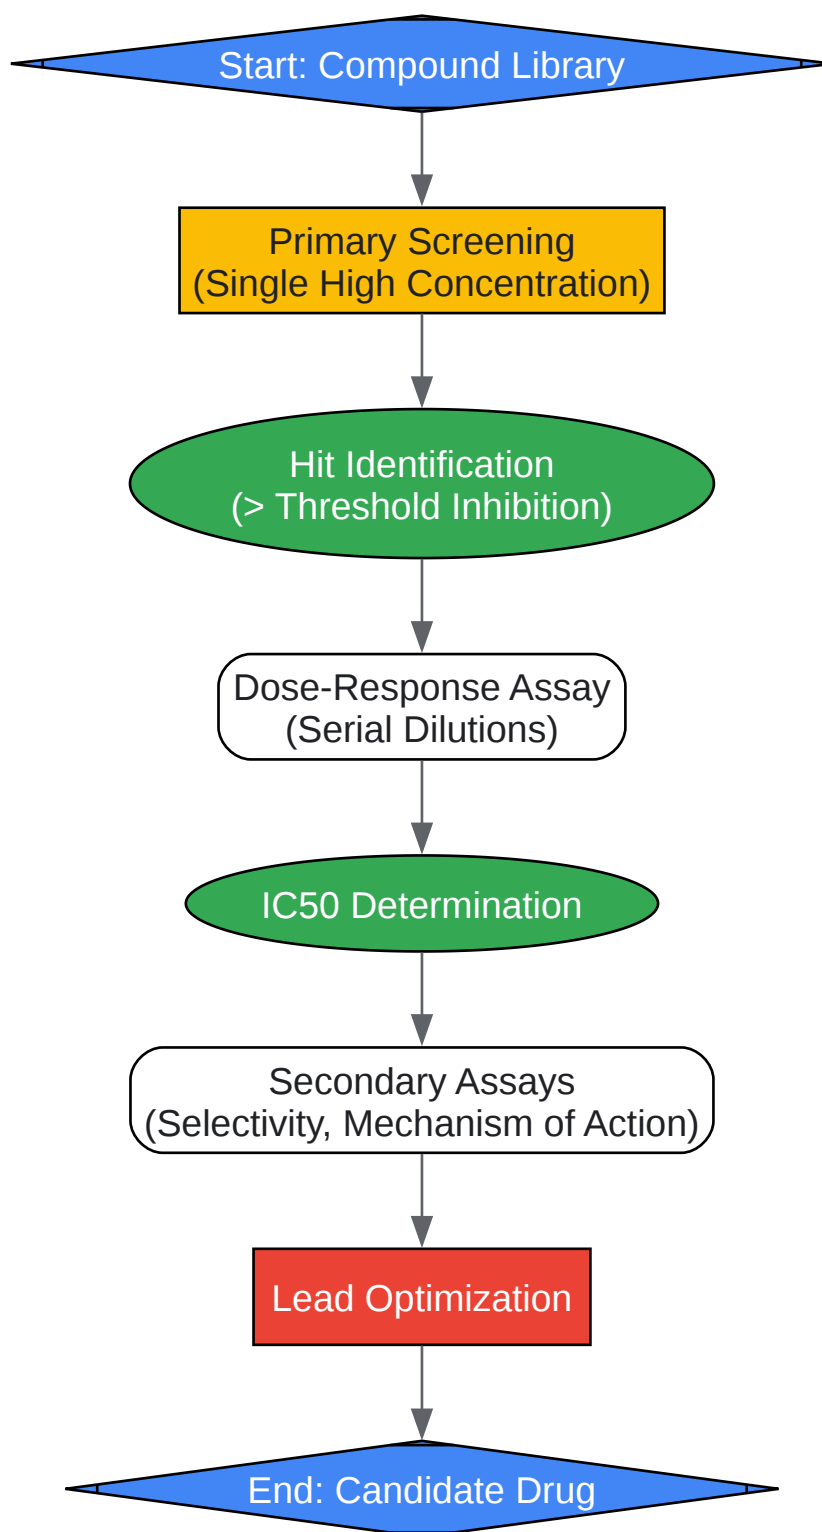 Start: Compound Library
Primary Screening
(Single High Concentration)
Hit Identification
(> Threshold Inhibition)
Dose-Response Assay
(Serial Dilutions)
IC50 Determination
Secondary Assays
(Selectivity, Mechanism of Action)
Lead Optimization
End: Candidate Drug